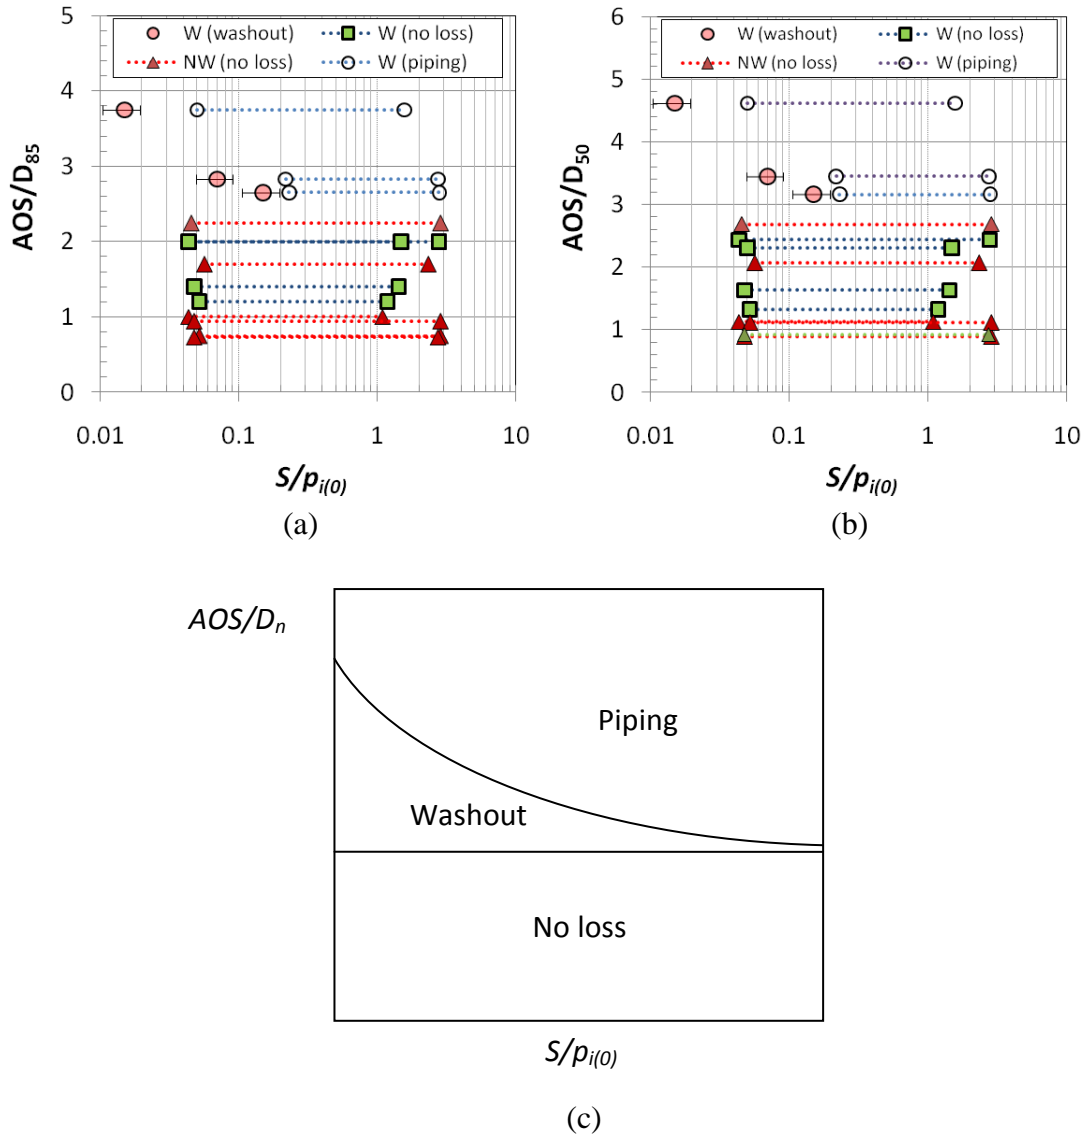 W (washout) W (no loss)
NW (no loss) W (piping)
AOS/D85
5
4
3
2
1
0
0.01 0.1 1 10
S/pi(0)
(a)
W (washout) W (no loss)
NW (no loss) W (piping)
AOS/D50
6
5
4
3
2
1
0
0.01 0.1 1 10
S/pi(0)
(b)
AOS/Dn
Piping
Washout
No loss
S/pi(0)
(c)